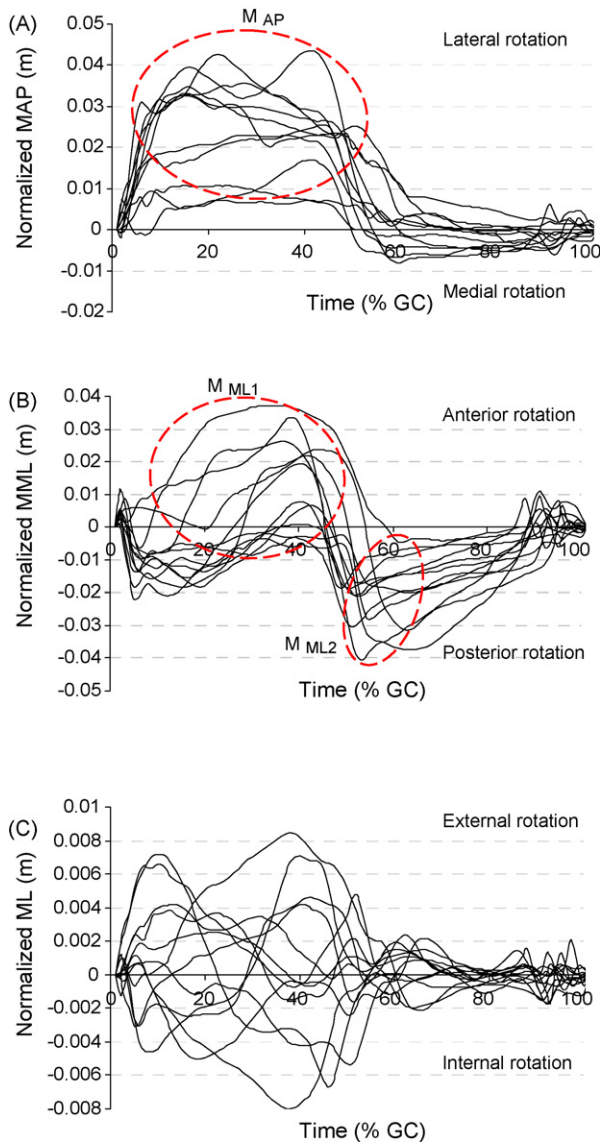 (A)
M AP
Lateral rotation
Normalized MAP (m)
0.05
0.04
0.03
0.02
0.01
0
-0.01
-0.02
0 20 40 60 80 100
Time (% GC)
Medial rotation
(B)
M ML1
Anterior rotation
Normalized MML (m)
0.04
0.03
0.02
0.01
0
-0.01
-0.02
-0.03
-0.04
-0.05
0 20 40 60 80 100
M ML2
Posterior rotation
Time (% GC)
(C)
External rotation
Normalized ML (m)
0.01
0.008
0.006
0.004
0.002
0
-0.002
-0.004
-0.006
-0.008
0 20 40 60 80 100
Internal rotation
Time (% GC)